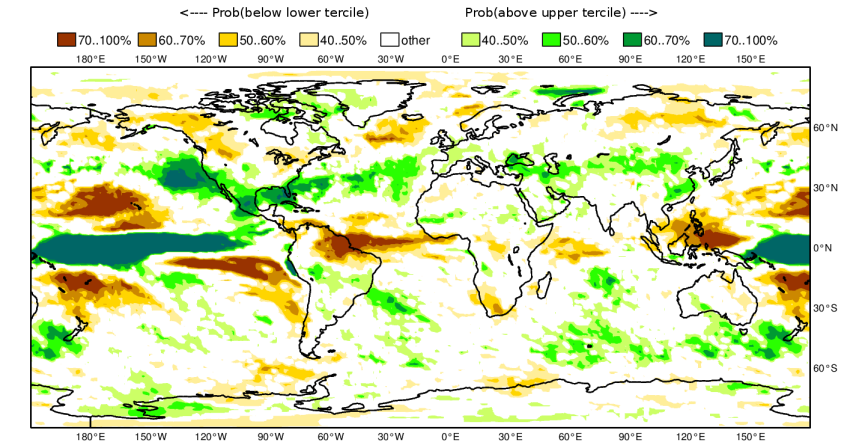 <---- Prob(below lower tercile) Prob(above upper tercile) ---->
70..100% 60..70% 50..60% 40..50% other 40..50% 50..60% 60..70% 70..100%
180°E 150°W 120°W 90°W 60°W 30°W 0°E 30°E 60°E 90°E 120°E 150°E
60°N
30°N
0°N
30°S
60°S
180°E 150°W 120°W 90°W 60°W 30°W 0°E 30°E 60°E 90°E 120°E 150°E